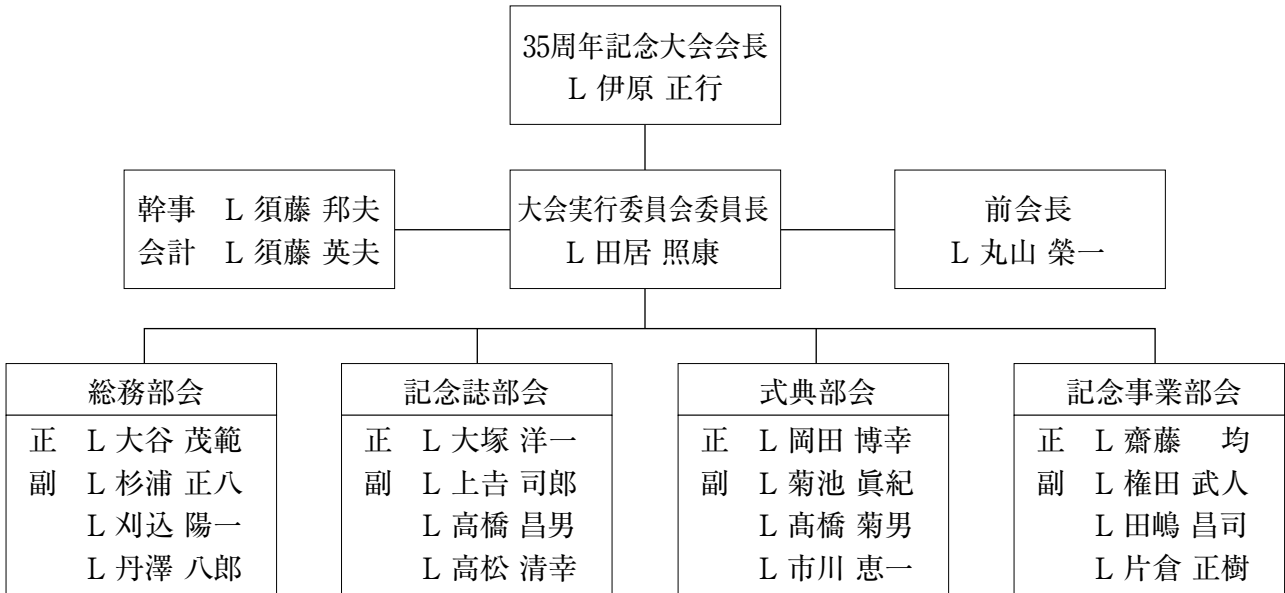 35周年記念大会会長
L 伊原 正行
幹事 L 須藤 邦夫
会計 L 須藤 英夫
大会実行委員会委員長
L 田居 照康
前会長
L 丸山 榮一
総務部会
正 L 大谷 茂範
副 L 杉浦 正八
L 刈込 陽一
L 丹澤 八郎
記念誌部会
正 L 大塚 洋一
副 L 上𠮷 司郎
L 高橋 昌男
L 高松 清幸
式典部会
正 L 岡田 博幸
副 L 菊池 眞紀
L 髙橋 菊男
L 市川 恵一
記念事業部会
正 L 齋藤 均
副 L 権田 武人
L 田嶋 昌司
L 片倉 正樹